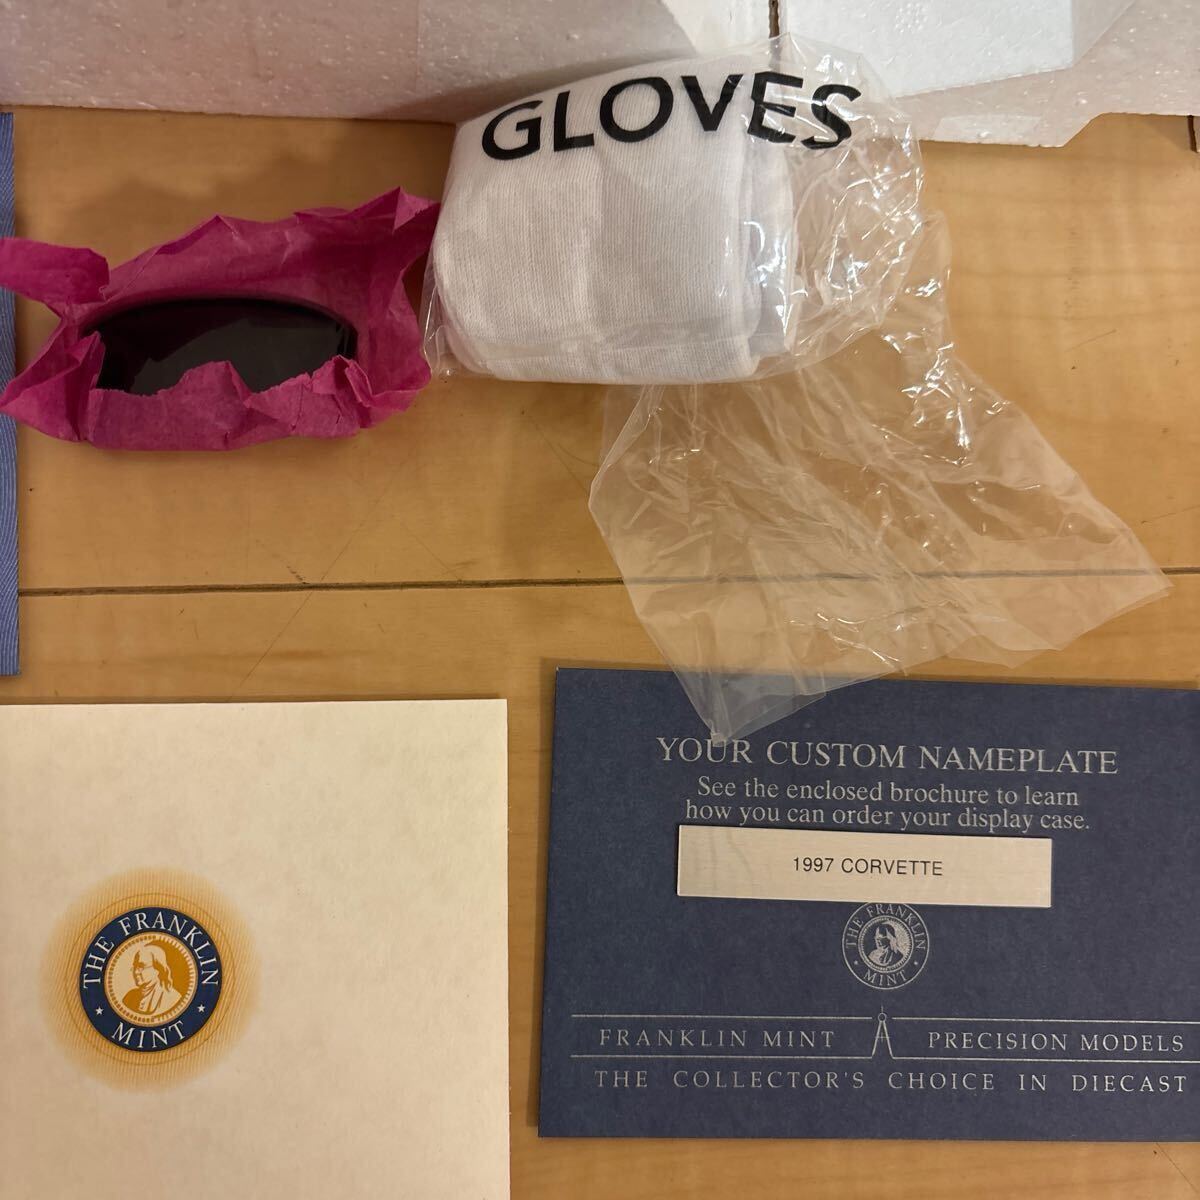 GLOVES
YOUR CUSTOM NAMEPLATE
See the enclosed brochure to learn
how you can order your display case.
1997 CORVETTE
THE FRANKLIN
MINT
THE FRANKLIN
MINT
FRANKLIN MINT PRECISION MODELS
THE COLLECTOR'S CHOICE IN DIECAST